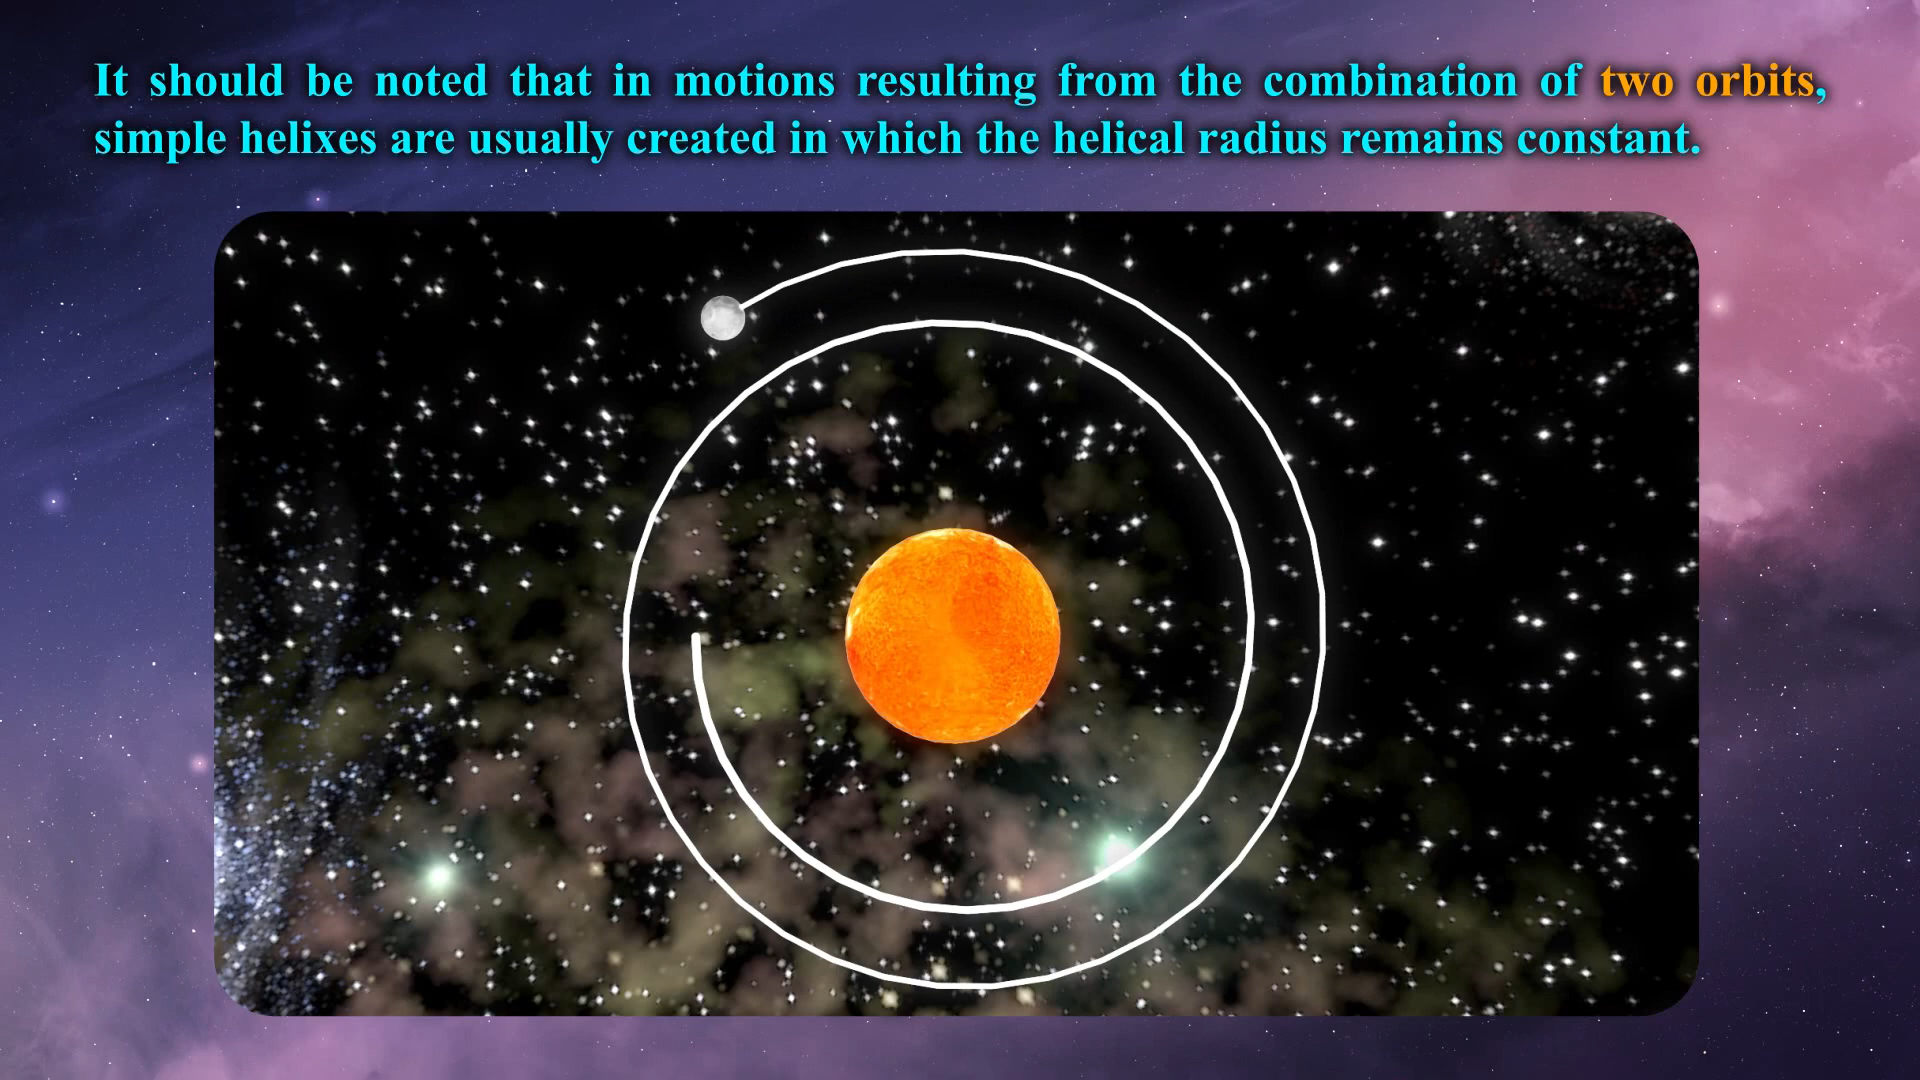 It should be noted that in motions resulting from the combination of two orbits,
simple helixes are usually created in which the helical radius remains constant.